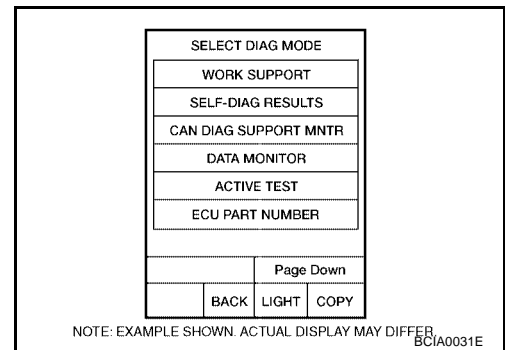 SELECT DIAG MODE
WORK SUPPORT
SELF-DIAG RESULTS
CAN DIAG SUPPORT MNTR
DATA MONITOR
ACTIVE TEST
ECU PART NUMBER
Page Down
BACK LIGHT COPY
NOTE: EXAMPLE SHOWN. ACTUAL DISPLAY MAY DIFFER.
BCIA0031E